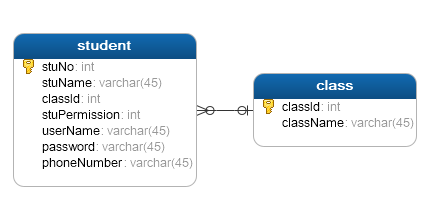 student
stuNo: int
stuName: varchar(45)
classId: int
stuPermission: int
userName: varchar(45)
password: varchar(45)
phoneNumber: varchar(45)
class
classId: int
className: varchar(45)